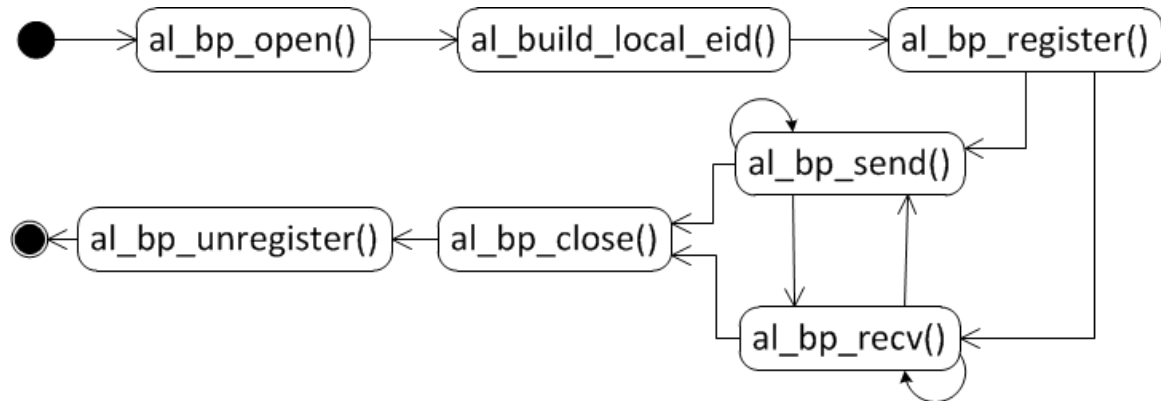 al_bp_open()
al_build_local_eid()
al_bp_register()
al_bp_send()
al_bp_unregister()
al_bp_close()
al_bp_recv()